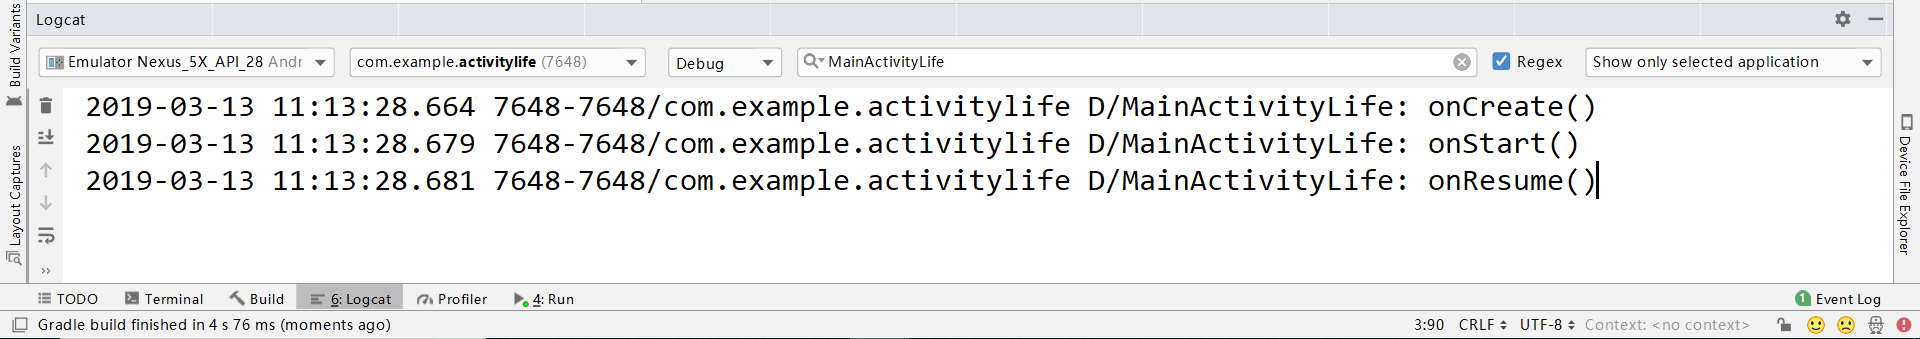 Logcat
Emulator Nexus_5X_API_28 Andr com.example.activitylife (7648) Debug MainActivityLife Regex Show only selected application
2019-03-13 11:13:28.664 7648-7648/com.example.activitylife D/MainActivityLife: onCreate()
2019-03-13 11:13:28.679 7648-7648/com.example.activitylife D/MainActivityLife: onStart()
2019-03-13 11:13:28.681 7648-7648/com.example.activitylife D/MainActivityLife: onResume()
Build Variants
Layout Captures
Device File Explorer
TODO Terminal Build 6: Logcat Profiler 4: Run 1 Event Log
Gradle build finished in 4 s 76 ms (moments ago) 3:90 CRLF UTF-8 Context: <no context>